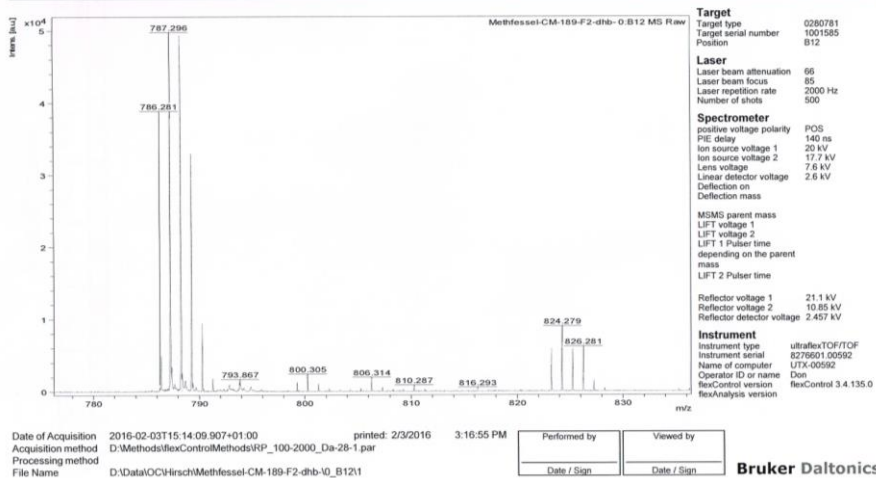 Intens. [a.u.]
x10⁴
Methfessel-CM-189-F2-dhb- 0:B12 MS Raw
5
787.296
4
786.281
3
2
1
824.279
826.281
793.867
800.305
806.314
810.287
816.293
0
780
790
800
810
820
830
m/z
Target
Target type 0280781
Target serial number 1001585
Position B12
Laser
Laser beam attenuation 66
Laser beam focus 85
Laser repetition rate 2000 Hz
Number of shots 500
Spectrometer
positive voltage polarity POS
PIE delay 140 ns
Ion source voltage 1 20 kV
Ion source voltage 2 17.7 kV
Lens voltage 7.6 kV
Linear detector voltage 2.6 kV
Deflection on
Deflection mass
MSMS parent mass
LIFT voltage 1
LIFT voltage 2
LIFT 1 Pulser time
depending on the parent
mass
LIFT 2 Pulser time
Reflector voltage 1 21.1 kV
Reflector voltage 2 10.85 kV
Reflector detector voltage 2.457 kV
Instrument
Instrument type ultraflexTOF/TOF
Instrument serial 8276601.00592
Name of computer UTX-00592
Operator ID or name Don
flexControl version flexControl 3.4.135.0
flexAnalysis version
Date of Acquisition 2016-02-03T15:14:09.907+01:00 printed: 2/3/2016 3:16:55 PM
Acquisition method D:\Methods\flexControlMethods\RP_100-2000_Da-28-1.par
Processing method
File Name D:\Data\OC\Hirsch\Methfessel-CM-189-F2-dhb-\0_B12\1
Performed by
Date / Sign
Viewed by
Date / Sign
Bruker Daltonics